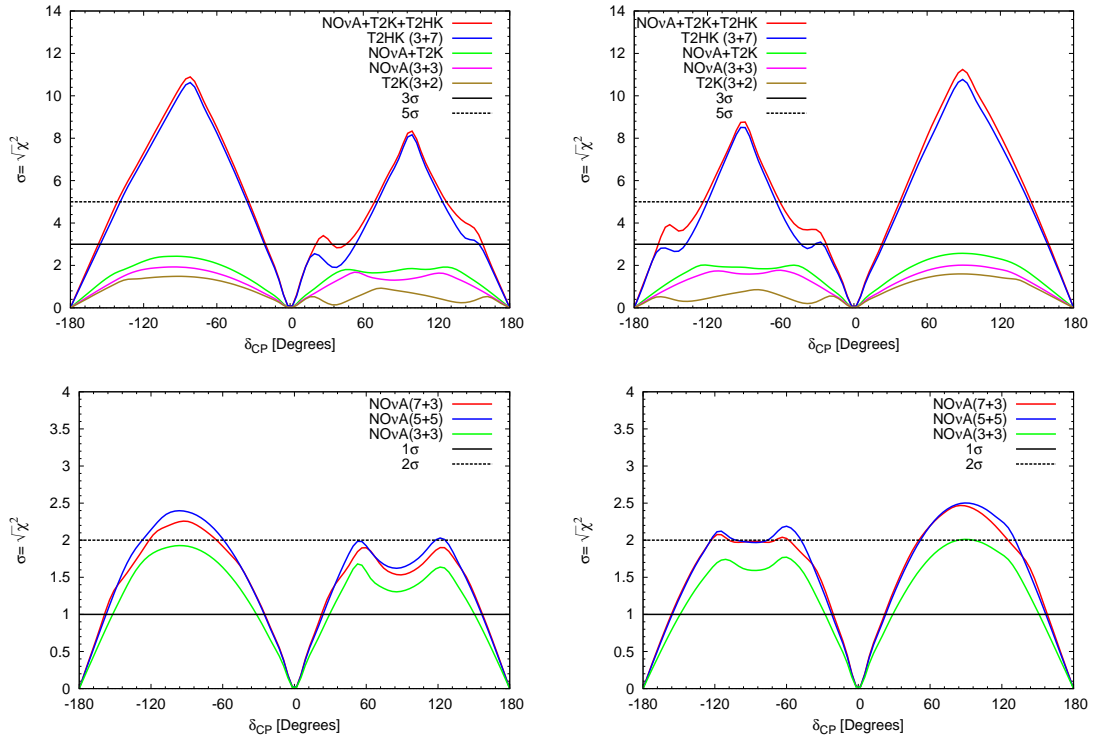 14
12
10
8
6
4
2
0
σ= √χ²
NOνA+T2K+T2HK
T2HK (3+7)
NOνA+T2K
NOνA(3+3)
T2K(3+2)
3σ
5σ
-180 -120 -60 0 60 120 180
δCP [Degrees]
14
12
10
8
6
4
2
0
σ= √χ²
NOνA+T2K+T2HK
T2HK (3+7)
NOνA+T2K
NOνA(3+3)
T2K(3+2)
3σ
5σ
-180 -120 -60 0 60 120 180
δCP [Degrees]
4
3.5
3
2.5
2
1.5
1
0.5
0
σ= √χ²
NOνA(7+3)
NOνA(5+5)
NOνA(3+3)
1σ
2σ
-180 -120 -60 0 60 120 180
δCP [Degrees]
4
3.5
3
2.5
2
1.5
1
0.5
0
σ= √χ²
NOνA(7+3)
NOνA(5+5)
NOνA(3+3)
1σ
2σ
-180 -120 -60 0 60 120 180
δCP [Degrees]